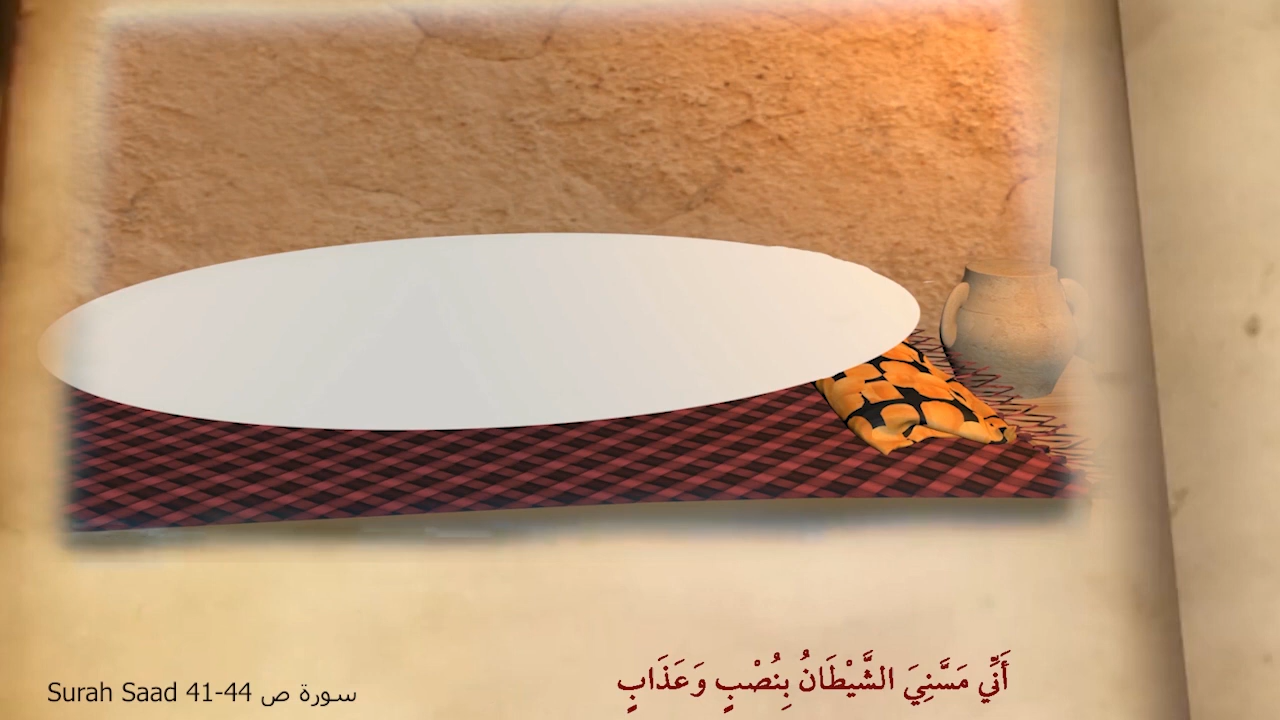 أَنِّي مَسَّنِيَ الشَّيْطَانُ بِنُصْبٍ وَعَذَابٍ
Surah Saad 41-44 سورة ص